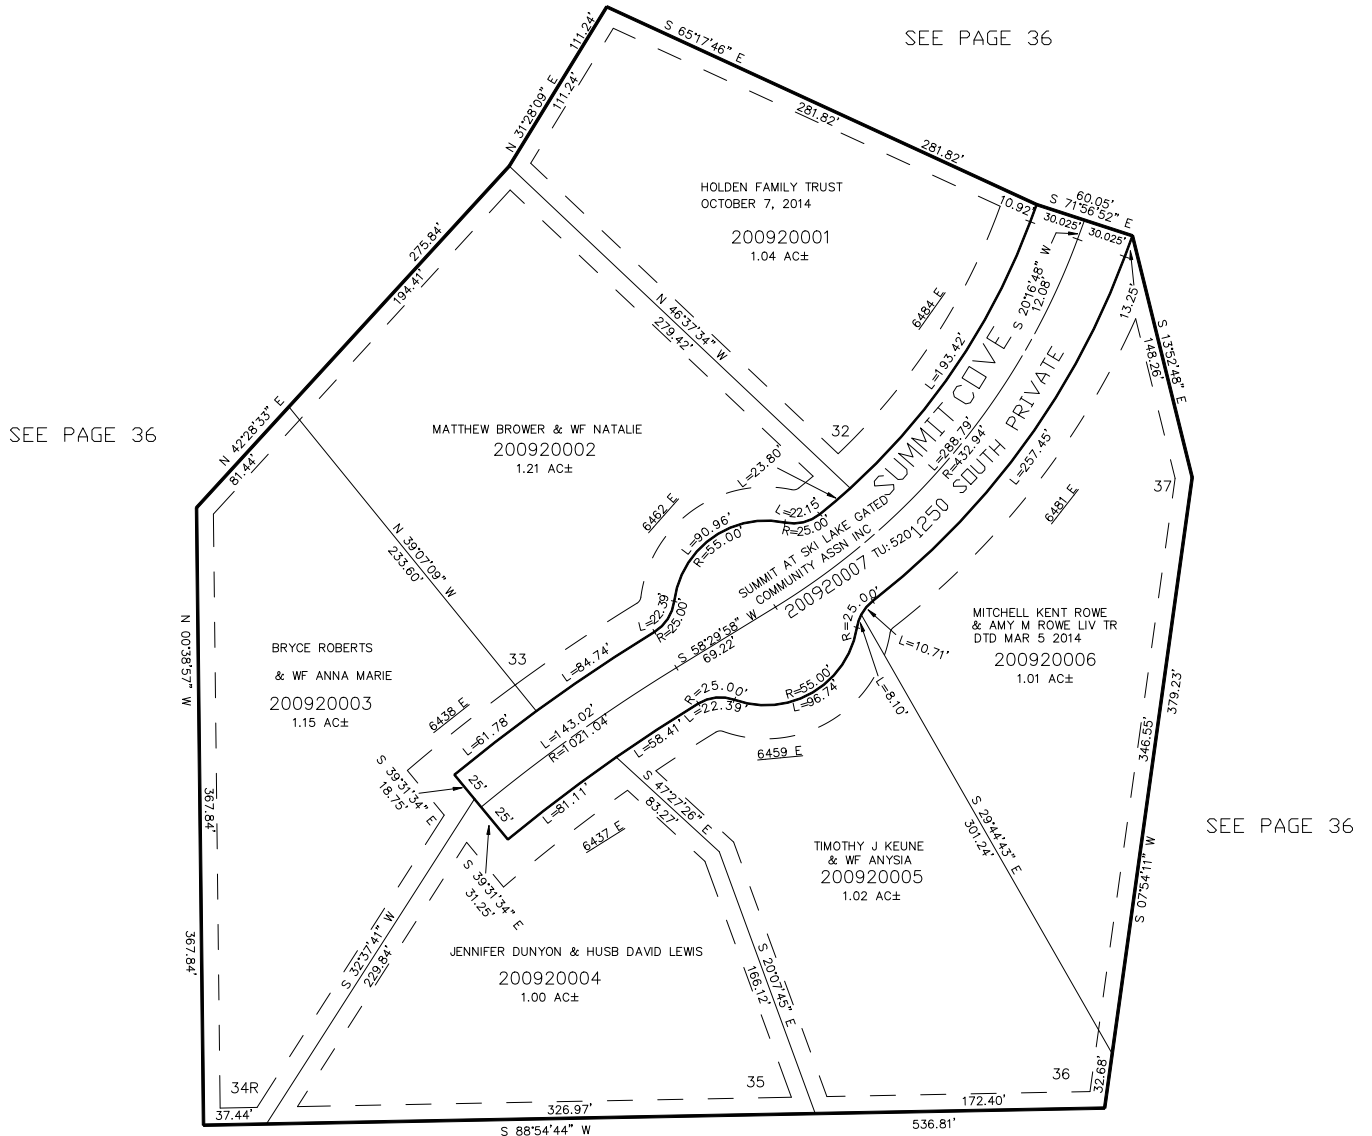 SEE PAGE 36
111.24'
S 65°17'46" E
N 31°28'09" E
111.24'
281.82'
281.82'
HOLDEN FAMILY TRUST
OCTOBER 7, 2014
200920001
1.04 AC±
10.92'
60.05'
S 71°56'52" E
30.025'
30.025'
S 20°16'48" W
12.08'
13.25'
S 13°52'48" E
148.26'
275.84'
194.41'
N 46°37'34" W
279.42'
6484 E
L=193.42'
SUMMIT COVE
1250 SOUTH PRIVATE
L=288.79'
R=432.94'
L=257.45'
6481 E
SEE PAGE 36
N 42°28'33" E
81.44'
MATTHEW BROWER & WF NATALIE
200920002
1.21 AC±
32
L=23.80'
L=22.15'
R=25.00'
6462 E
L=90.96'
R=55.00'
37
SUMMIT AT SKI LAKE GATED
COMMUNITY ASSN INC
200920007
TU: 520
N 39°07'09" W
233.60'
L=22.39'
R=25.00'
N 00°38'57" W
BRYCE ROBERTS
& WF ANNA MARIE
200920003
1.15 AC±
33
L=84.74'
S 58°29'58" W
69.22'
R=25.00'
L=10.71'
L=8.10'
MITCHELL KENT ROWE
& AMY M ROWE LIV TR
DTD MAR 5 2014
200920006
1.01 AC±
379.23'
346.55'
6438 E
L=61.78'
L=143.02'
R=1021.04'
R=25.00'
L=22.39'
R=55.00'
L=96.74'
L=58.41'
6459 E
S 39°31'34" E
18.75'
25'
25'
L=81.11'
6437 E
S 47°27'26" E
83.27'
367.84'
S 29°44'43" E
301.24'
SEE PAGE 36
S 07°54'11" W
TIMOTHY J KEUNE
& WF ANYSIA
200920005
1.02 AC±
S 39°31'34" E
31.25'
367.84'
S 32°37'41" W
229.84'
JENNIFER DUNYON & HUSB DAVID LEWIS
200920004
1.00 AC±
S 20°07'45" E
166.12'
34R
35
36
32.68'
37.44'
326.97'
172.40'
S 88°54'44" W
536.81'